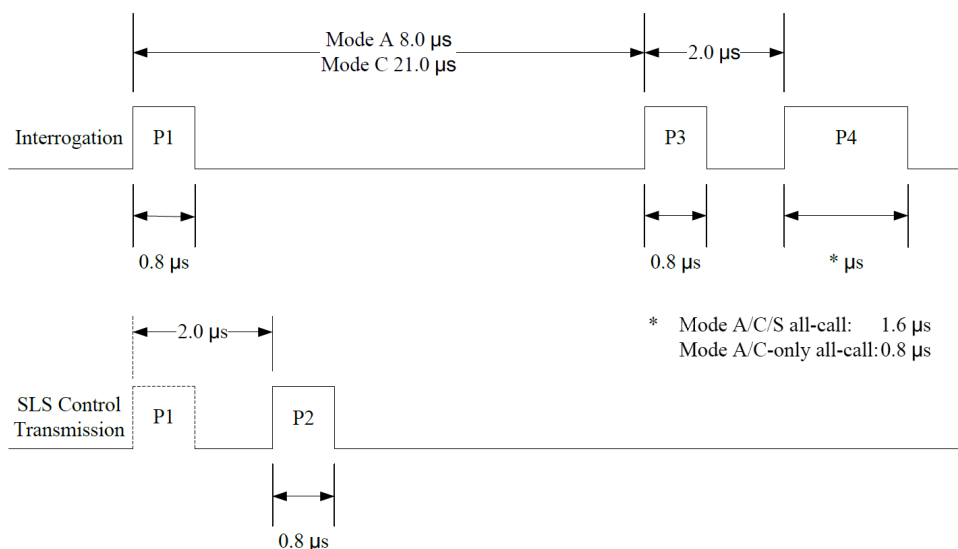 Mode A 8.0 µs
Mode C 21.0 µs
2.0 µs
Interrogation
P1
P3
P4
0.8 µs
0.8 µs
* µs
2.0 µs
* Mode A/C/S all-call: 1.6 µs
Mode A/C-only all-call: 0.8 µs
SLS Control
Transmission
P1
P2
0.8 µs